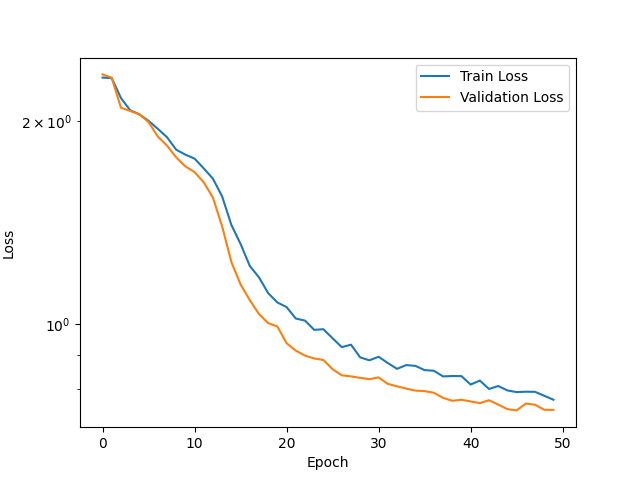 Train Loss
Validation Loss
2 × 10⁰
10⁰
Loss
0 10 20 30 40 50
Epoch